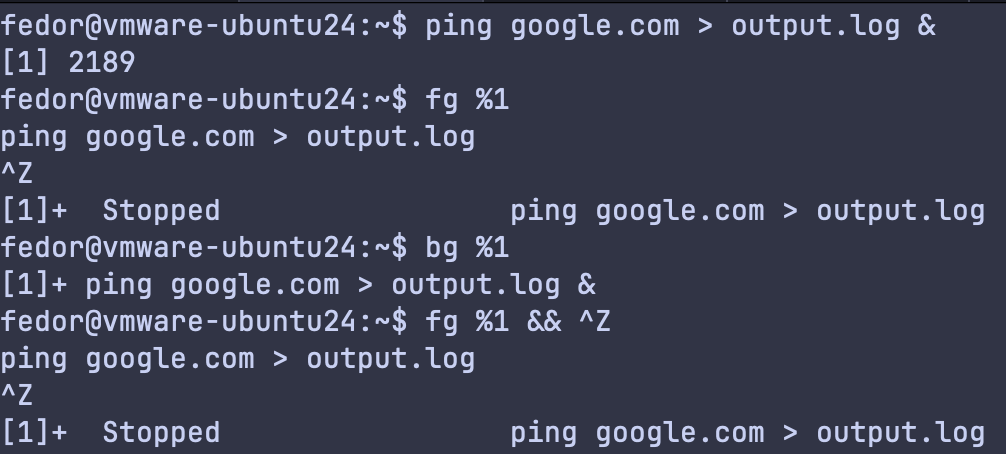 fedor@vmware-ubuntu24:~$ ping google.com > output.log &
[1] 2189
fedor@vmware-ubuntu24:~$ fg %1
ping google.com > output.log
^Z
[1]+  Stopped                 ping google.com > output.log
fedor@vmware-ubuntu24:~$ bg %1
[1]+ ping google.com > output.log &
fedor@vmware-ubuntu24:~$ fg %1 && ^Z
ping google.com > output.log
^Z
[1]+  Stopped                 ping google.com > output.log